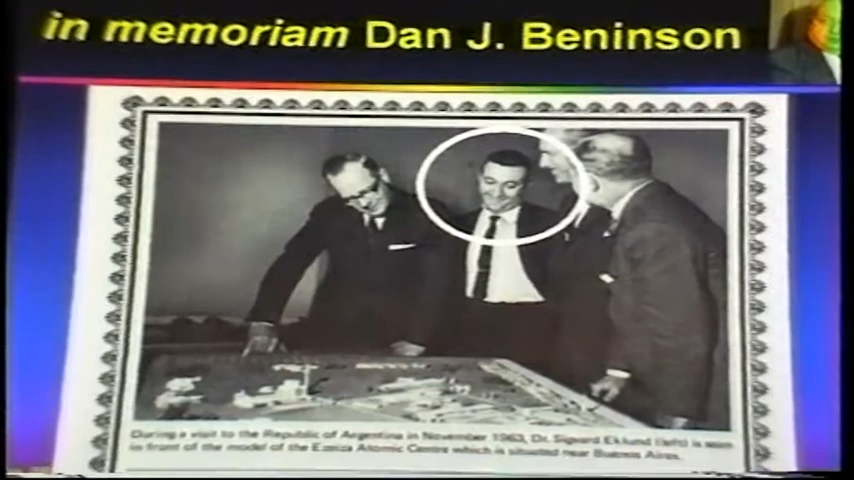 in memoriam Dan J. Beninson
During a visit to the Republic of Argentina in November 1963, Dr. Sigvard Eklund (left) is seen
in front of the model of the Ezeiza Atomic Centre which is situated near Buenos Aires.